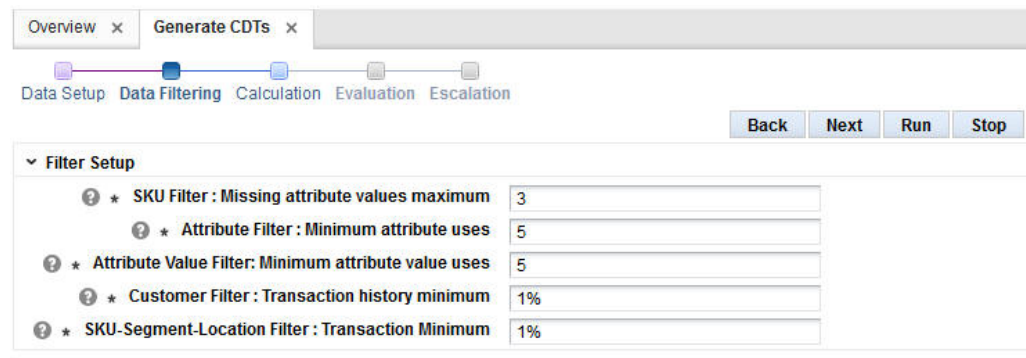 Overview × Generate CDTs ×
Data Setup Data Filtering Calculation Evaluation Escalation
Back Next Run Stop
Filter Setup
? * SKU Filter : Missing attribute values maximum 3
? * Attribute Filter : Minimum attribute uses 5
? * Attribute Value Filter: Minimum attribute value uses 5
? * Customer Filter : Transaction history minimum 1%
? * SKU-Segment-Location Filter : Transaction Minimum 1%